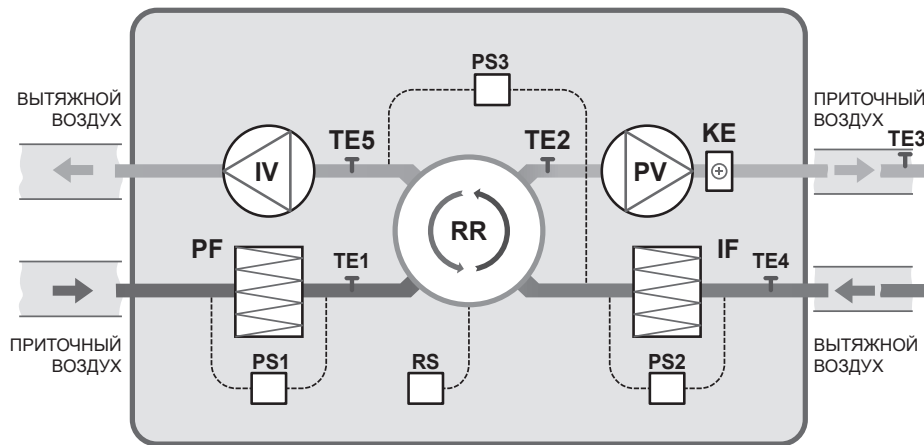 PS3
ВЫТЯЖНОЙ
ВОЗДУХ
ПРИТОЧНЫЙ
ВОЗДУХ
TE5
TE2
KE
TE3
IV
PV
RR
PF
TE1
IF
TE4
ПРИТОЧНЫЙ
ВОЗДУХ
PS1
RS
PS2
ВЫТЯЖНОЙ
ВОЗДУХ